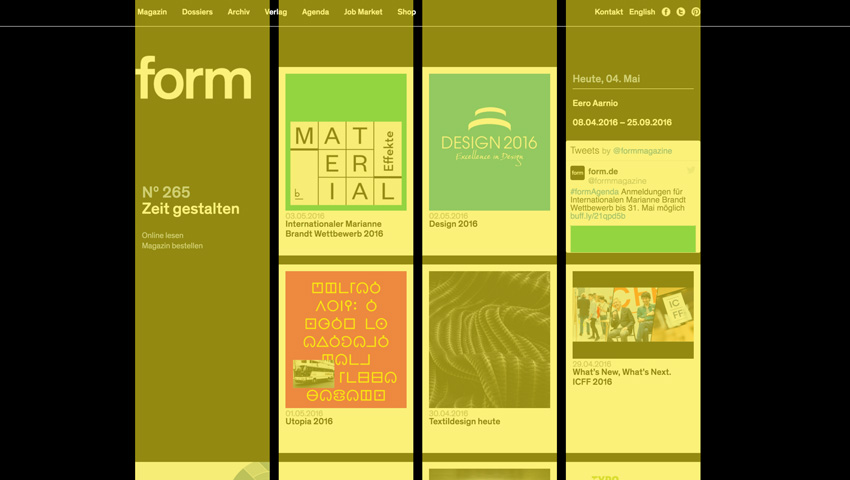 Magazin Dossiers Archiv Verlag Agenda Job Market Shop Kontakt English
form
Nº 265
Zeit gestalten
Online lesen
Magazin bestellen
MAT
ER
IAL
Effekte
b
03.05.2016
Internationaler Marianne
Brandt Wettbewerb 2016
DESIGN 2016
Excellence in Design
02.05.2016
Design 2016
Heute, 04. Mai
Eero Aarnio
08.04.2016 – 25.09.2016
Tweets by @formmagazine
form
form.de
@formmagazine
#formAgenda Anmeldungen für
Internationalen Marianne Brandt
Wettbewerb bis 31. Mai möglich
buff.ly/21qpd5b
01.05.2016
Utopia 2016
30.04.2016
Textildesign heute
ICFF
IC
FF
29.04.2016
What's New, What's Next.
ICFF 2016